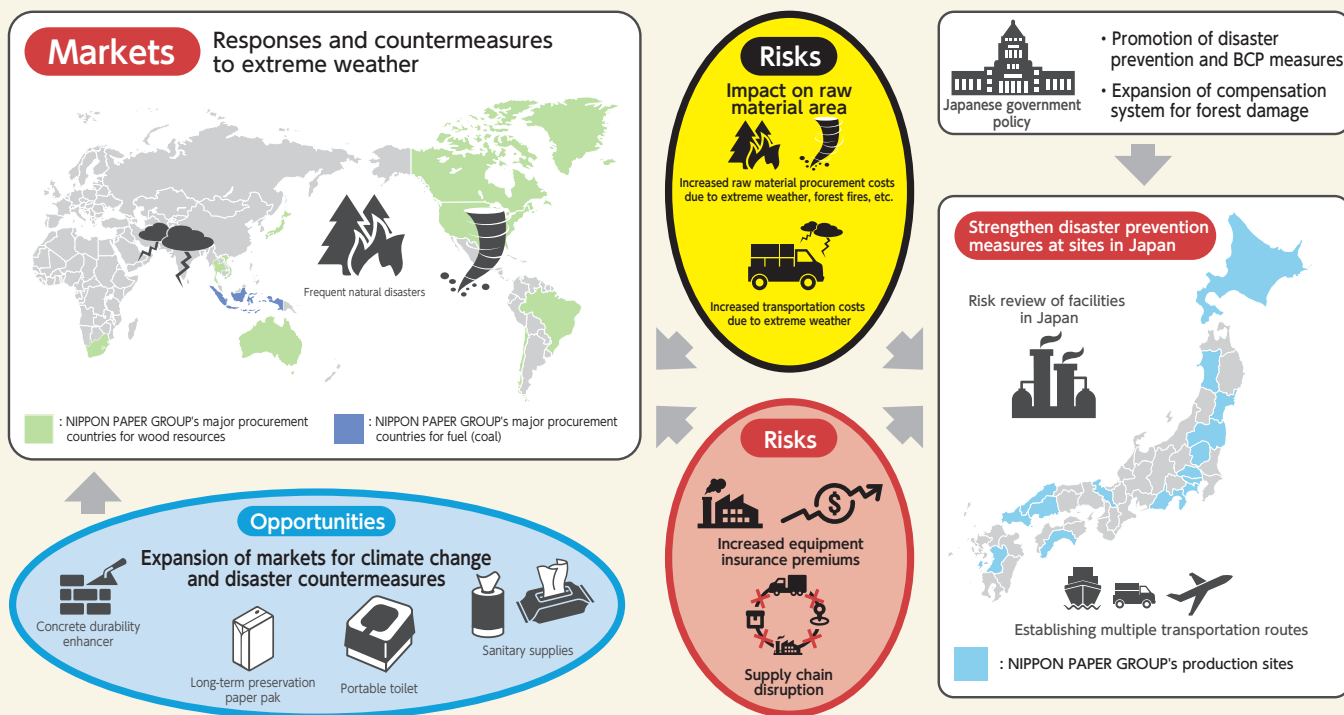 Markets
Responses and countermeasures
to extreme weather
Frequent natural disasters
: NIPPON PAPER GROUP's major procurement
countries for wood resources
: NIPPON PAPER GROUP's major procurement
countries for fuel (coal)
Opportunities
Expansion of markets for climate change
and disaster countermeasures
Concrete durability
enhancer
Long-term preservation
paper pak
Portable toilet
Sanitary supplies
Risks
Impact on raw
material area
Increased raw material procurement costs
due to extreme weather, forest fires, etc.
Increased transportation costs
due to extreme weather
Risks
$
Increased equipment
insurance premiums
Supply chain
disruption
Japanese government
policy
• Promotion of disaster
prevention and BCP measures
• Expansion of compensation
system for forest damage
Strengthen disaster prevention
measures at sites in Japan
Risk review of facilities
in Japan
Establishing multiple transportation routes
: NIPPON PAPER GROUP's production sites